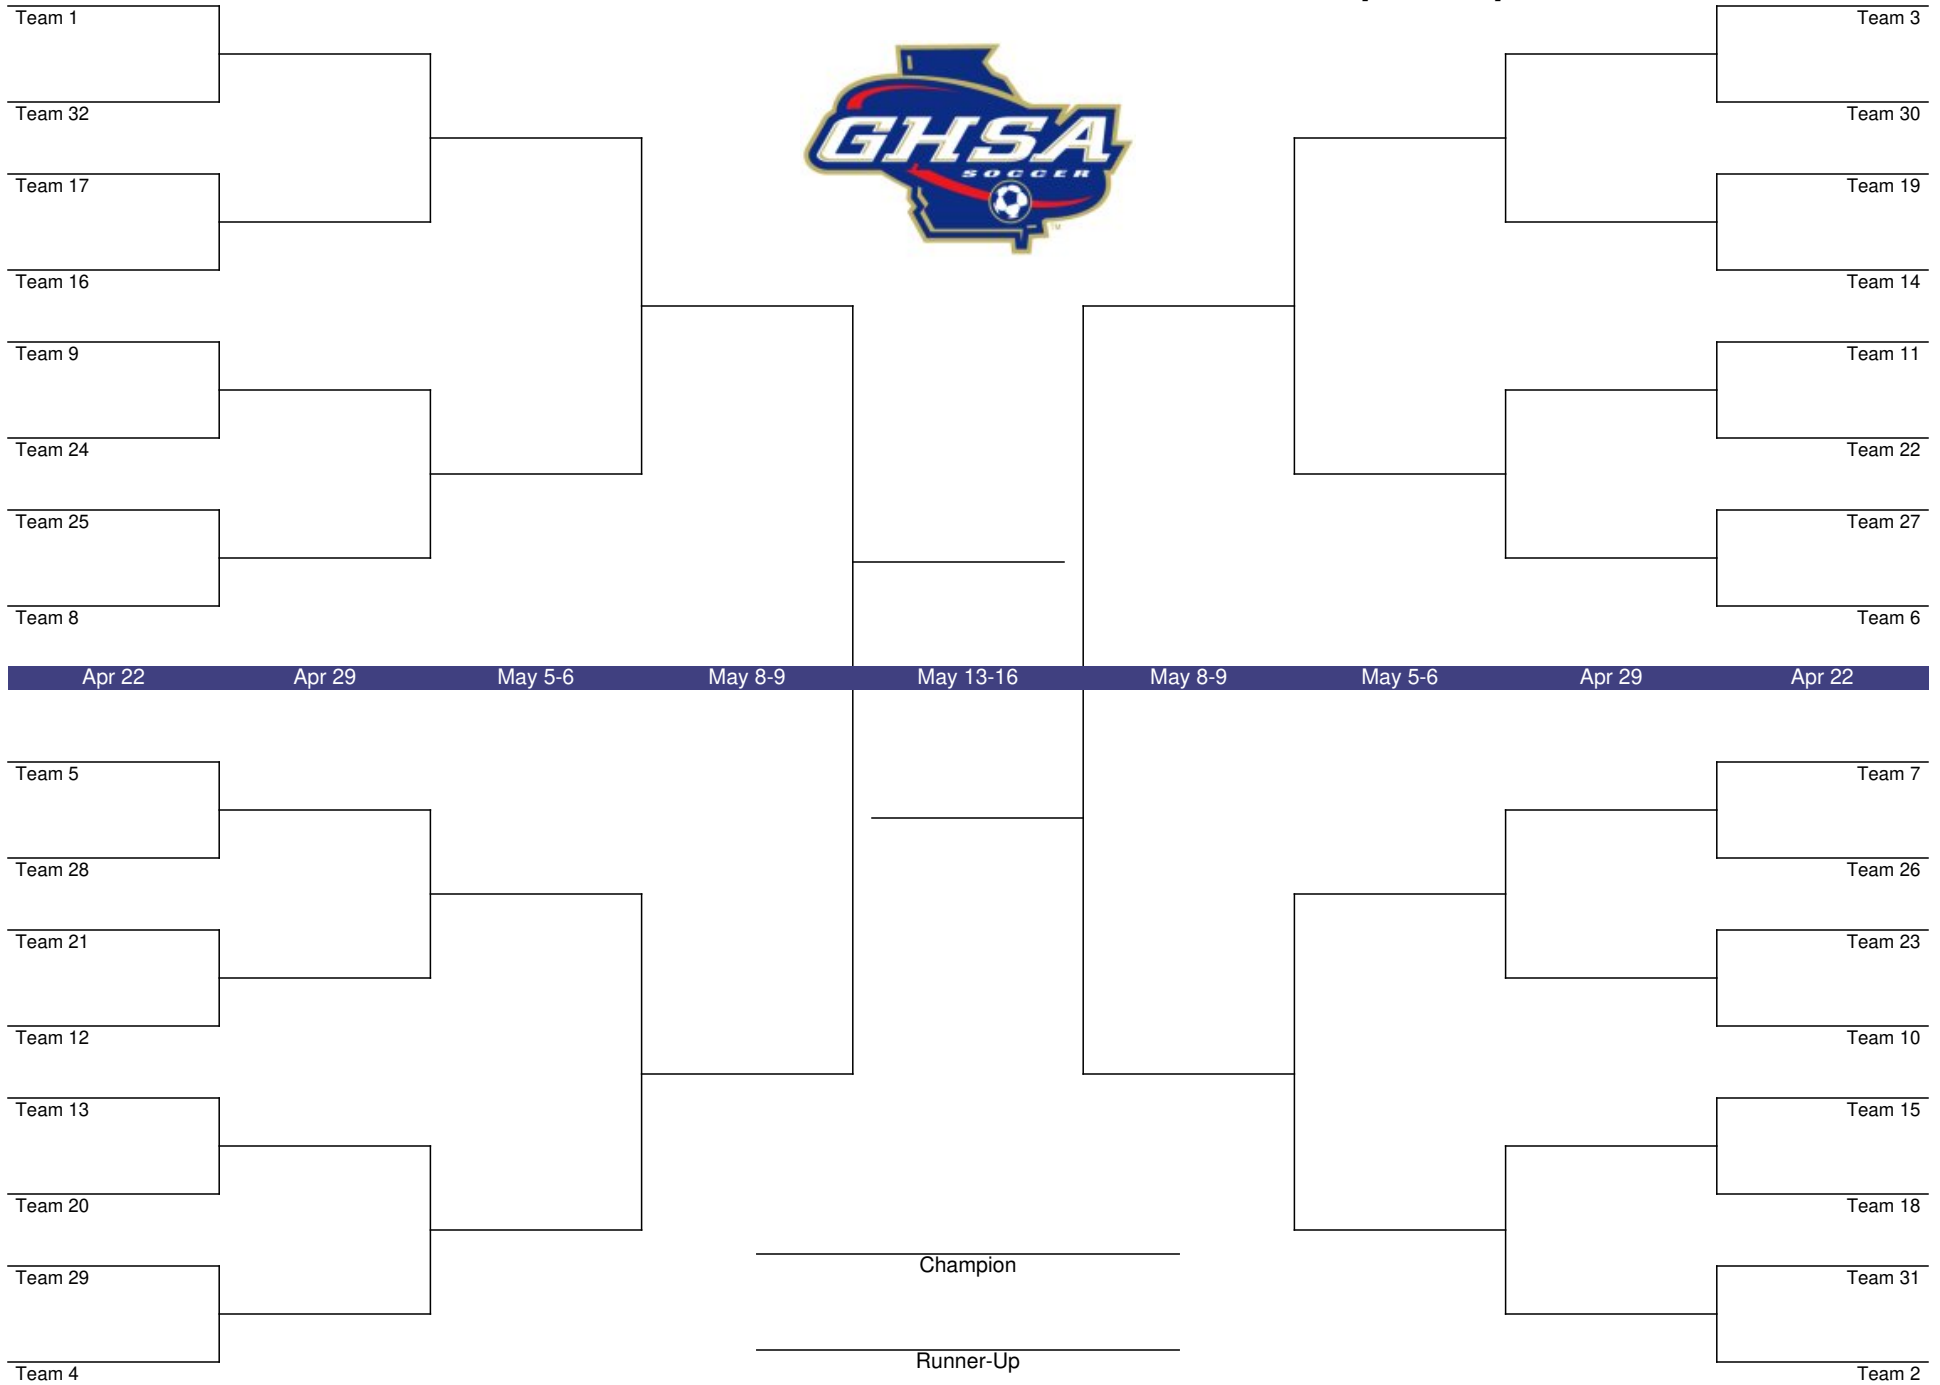 Team 1
Team 32
Team 17
Team 16
Team 9
Team 24
Team 25
Team 8
GHSA
SOCCER
TM
Team 3
Team 30
Team 19
Team 14
Team 11
Team 22
Team 27
Team 6
Apr 22 Apr 29 May 5-6 May 8-9 May 13-16 May 8-9 May 5-6 Apr 29 Apr 22
Team 5
Team 28
Team 21
Team 12
Team 13
Team 20
Team 29
Team 4
Champion
Runner-Up
Team 7
Team 26
Team 23
Team 10
Team 15
Team 18
Team 31
Team 2